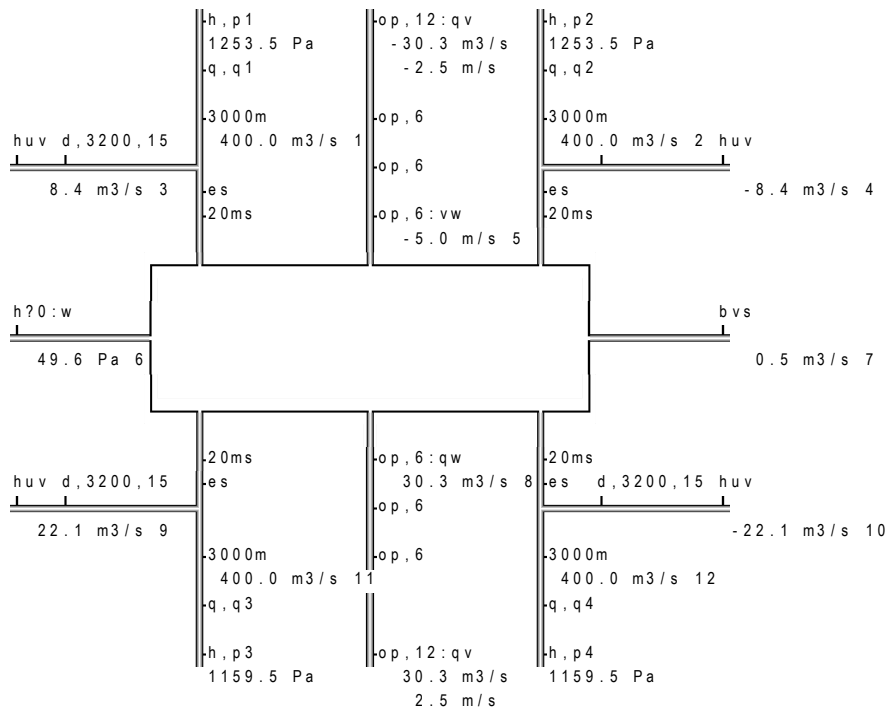 h,p1 op,12:qv h,p2
1253.5 Pa -30.3 m3/s 1253.5 Pa
q,q1 -2.5 m/s q,q2
3000m op,6 3000m
huv d,3200,15 400.0 m3/s 1 400.0 m3/s 2 huv
op,6
8.4 m3/s 3 es es -8.4 m3/s 4
20ms op,6:vw 20ms
-5.0 m/s 5
h?0:w bvs
49.6 Pa 6 0.5 m3/s 7
20ms op,6:qw 20ms
huv d,3200,15 es 30.3 m3/s 8 es d,3200,15 huv
op,6
22.1 m3/s 9 -22.1 m3/s 10
3000m op,6 3000m
400.0 m3/s 11 400.0 m3/s 12
q,q3 q,q4
h,p3 op,12:qv h,p4
1159.5 Pa 30.3 m3/s 1159.5 Pa
2.5 m/s